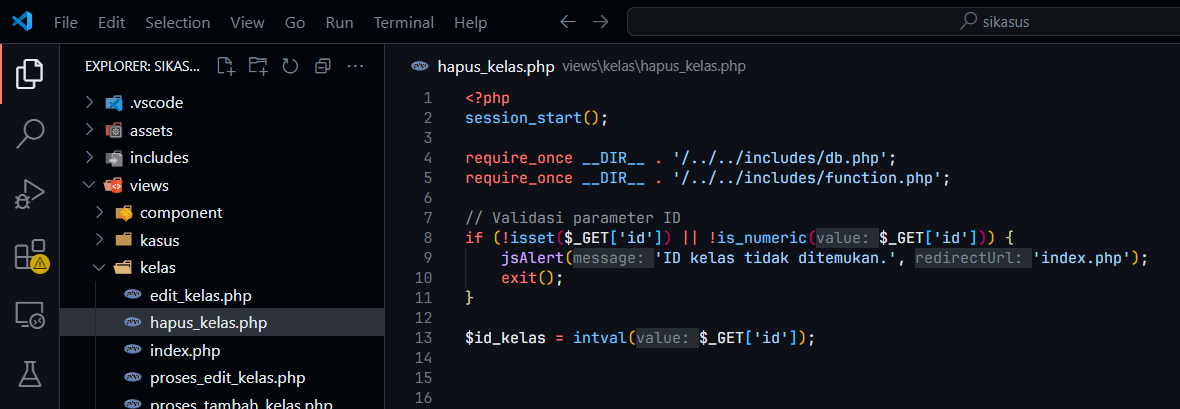 File Edit Selection View Go Run Terminal Help
sikasus
EXPLORER: SIKAS...
.vscode
assets
includes
views
component
kasus
kelas
edit_kelas.php
hapus_kelas.php
index.php
proses_edit_kelas.php
proses_tambah_kelas.php
hapus_kelas.php views\kelas\hapus_kelas.php
1 <?php
2 session_start();
3
4 require_once __DIR__ . '/../../includes/db.php';
5 require_once __DIR__ . '/../../includes/function.php';
6
7 // Validasi parameter ID
8 if (!isset($_GET['id']) || !is_numeric(value: $_GET['id'])) {
9 jsAlert(message: 'ID kelas tidak ditemukan.', redirectUrl: 'index.php');
10 exit();
11 }
12
13 $id_kelas = intval(value: $_GET['id']);
14
15
16